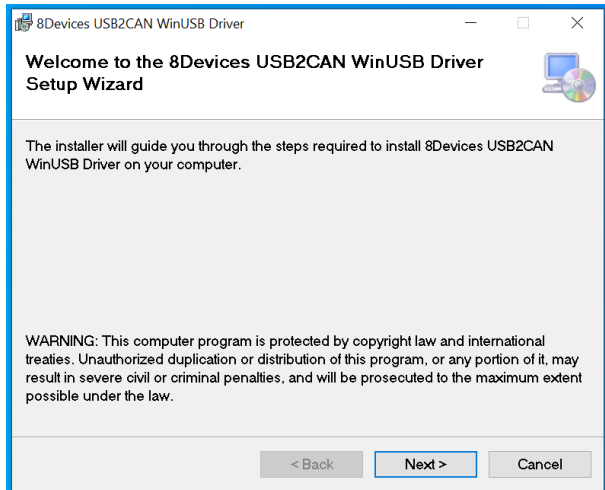 8Devices USB2CAN WinUSB Driver
Welcome to the 8Devices USB2CAN WinUSB Driver
Setup Wizard
The installer will guide you through the steps required to install 8Devices USB2CAN
WinUSB Driver on your computer.
WARNING: This computer program is protected by copyright law and international
treaties. Unauthorized duplication or distribution of this program, or any portion of it, may
result in severe civil or criminal penalties, and will be prosecuted to the maximum extent
possible under the law.
< Back
Next >
Cancel